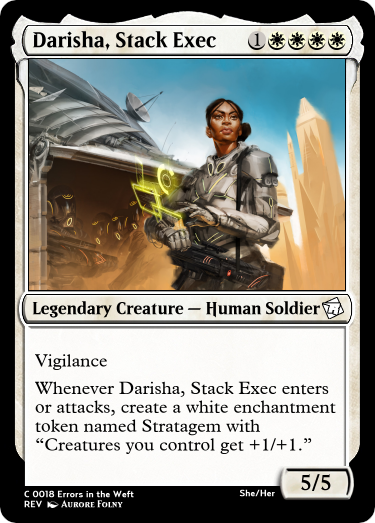 Darisha, Stack Exec 1
Legendary Creature — Human Soldier
Vigilance
Whenever Darisha, Stack Exec enters
or attacks, create a white enchantment
token named Stratagem with
“Creatures you control get +1/+1.”
5/5
C 0018 Errors in the Weft She/Her
REV Aurore Folny